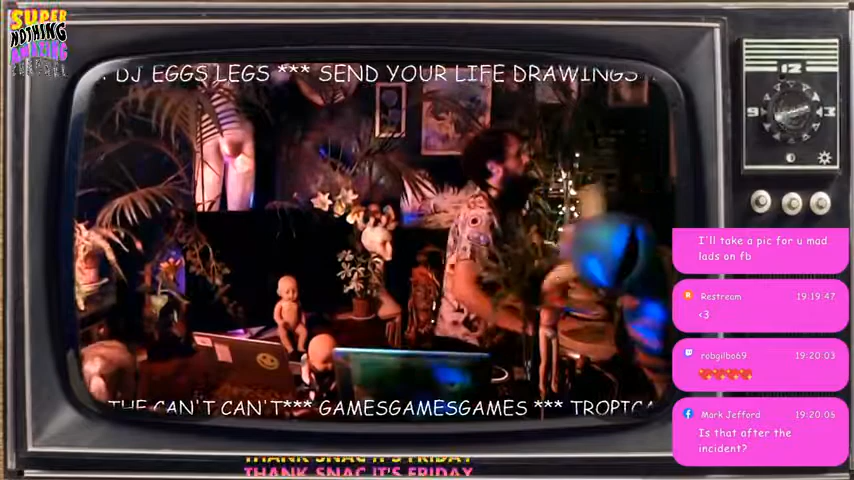 SUPER
NOTHING
AMAZING
DJ EGGS LEGS *** SEND YOUR LIFE DRAWINGS
12
9
3
I'll take a pic for u mad
lads on fb
Restream 19:19:47
<3
robgilbo69 19:20:03
Mark Jefford 19:20:06
Is that after the
incident?
THE CAN'T CAN'T*** GAMESGAMESGAMES *** TROPICA
THANK SNAC IT'S FRIDAY
THANK SNAC IT'S FRIDAY